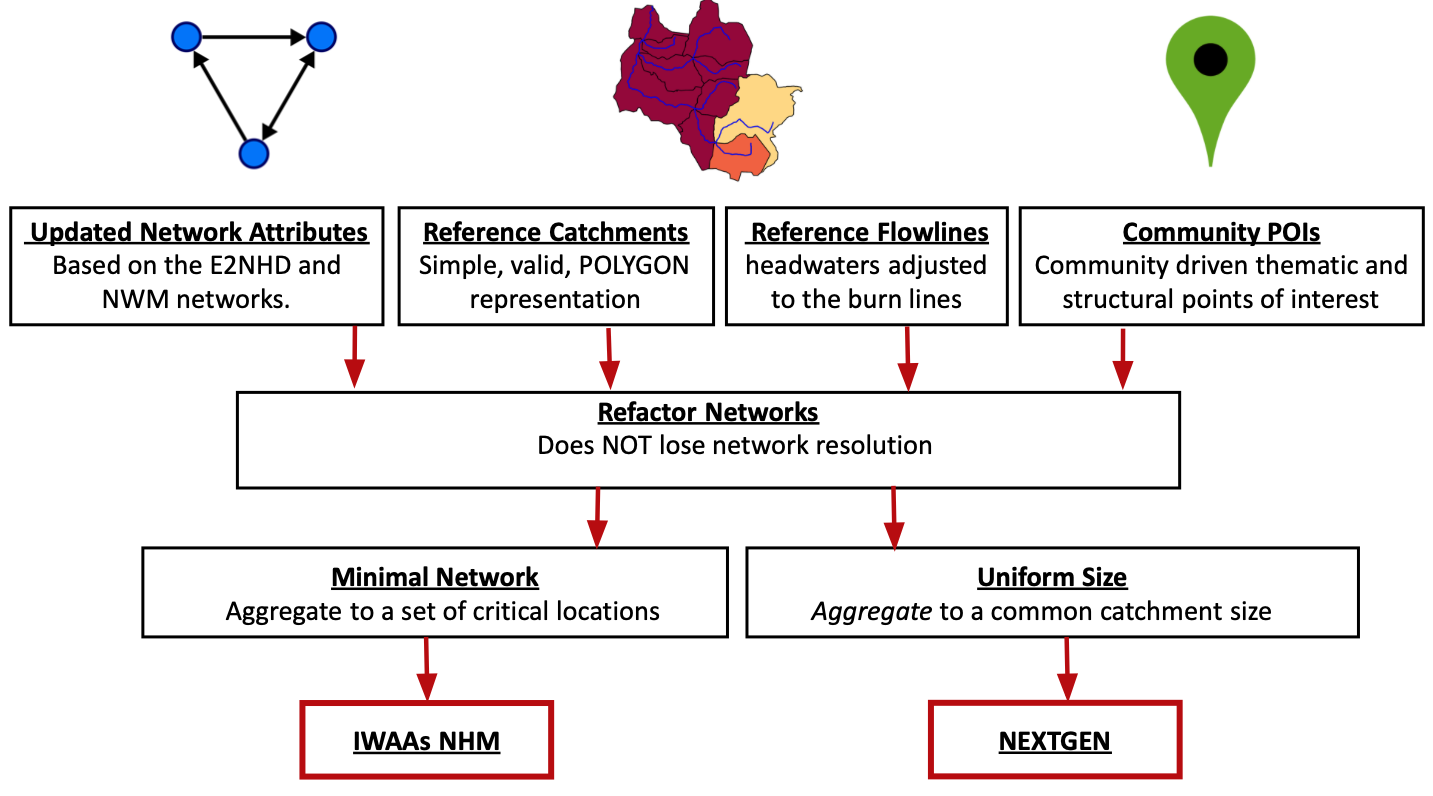 Updated Network Attributes
Based on the E2NHD and
NWM networks.
Reference Catchments
Simple, valid, POLYGON
representation
Reference Flowlines
headwaters adjusted
to the burn lines
Community POIs
Community driven thematic and
structural points of interest
Refactor Networks
Does NOT lose network resolution
Minimal Network
Aggregate to a set of critical locations
Uniform Size
Aggregate to a common catchment size
IWAAs NHM
NEXTGEN